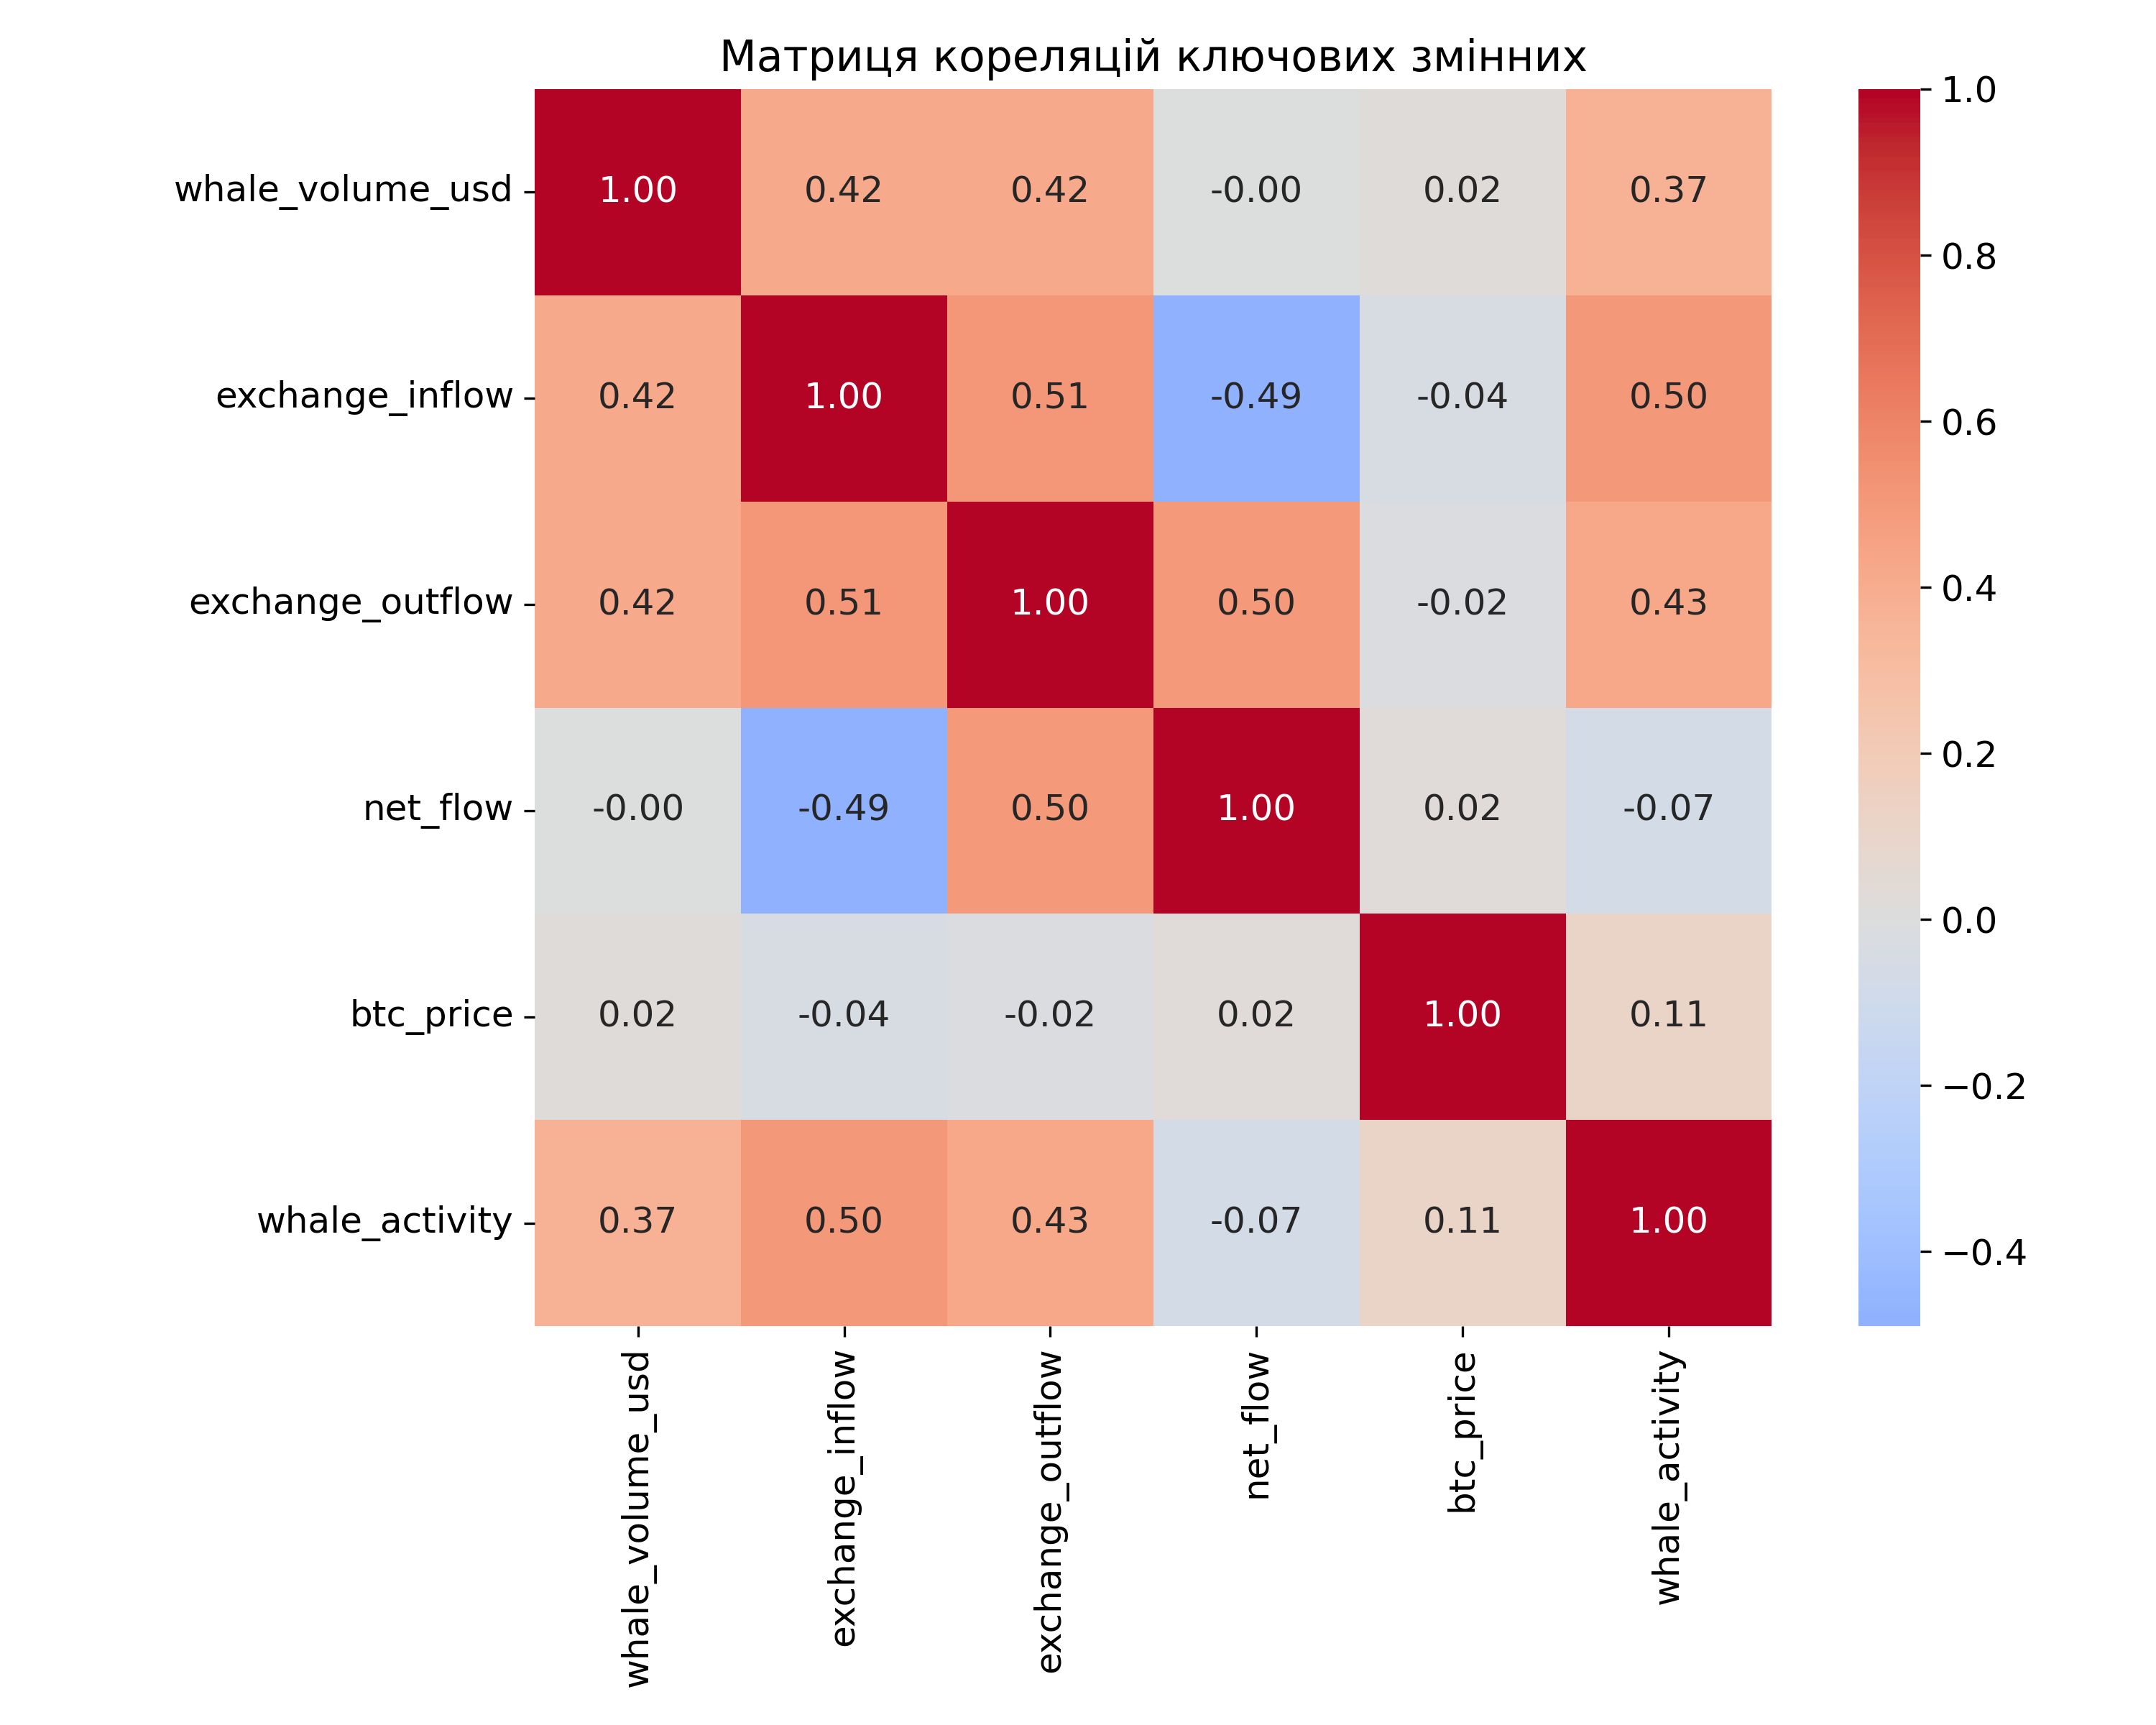 Матриця кореляцій ключових змінних
whale_volume_usd 1.00 0.42 0.42 -0.00 0.02 0.37
exchange_inflow 0.42 1.00 0.51 -0.49 -0.04 0.50
exchange_outflow 0.42 0.51 1.00 0.50 -0.02 0.43
net_flow -0.00 -0.49 0.50 1.00 0.02 -0.07
btc_price 0.02 -0.04 -0.02 0.02 1.00 0.11
whale_activity 0.37 0.50 0.43 -0.07 0.11 1.00
whale_volume_usd
exchange_inflow
exchange_outflow
net_flow
btc_price
whale_activity
1.0
0.8
0.6
0.4
0.2
0.0
−0.2
−0.4